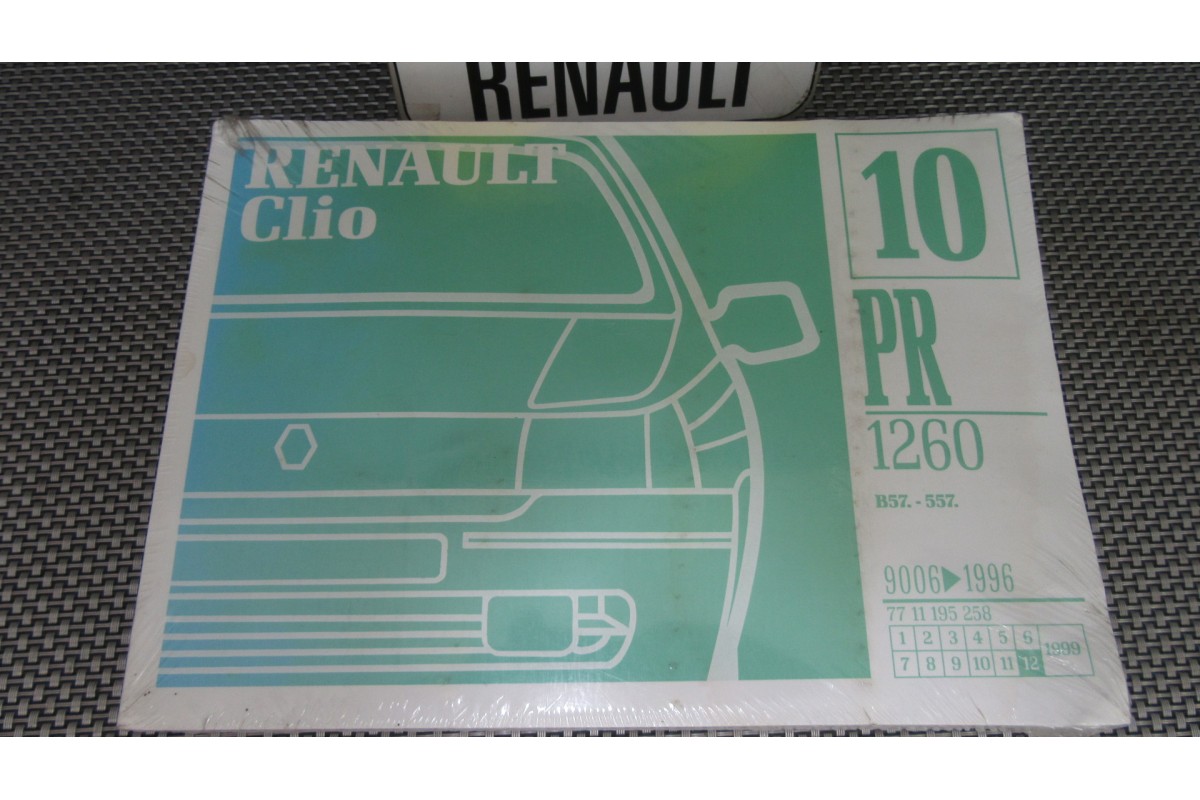 RENAULT
RENAULT
Clio
10
PR
1260
B57. - 557.
9006▶1996
77 11 195 258
1 2 3 4 5 6
7 8 9 10 11 12
1999